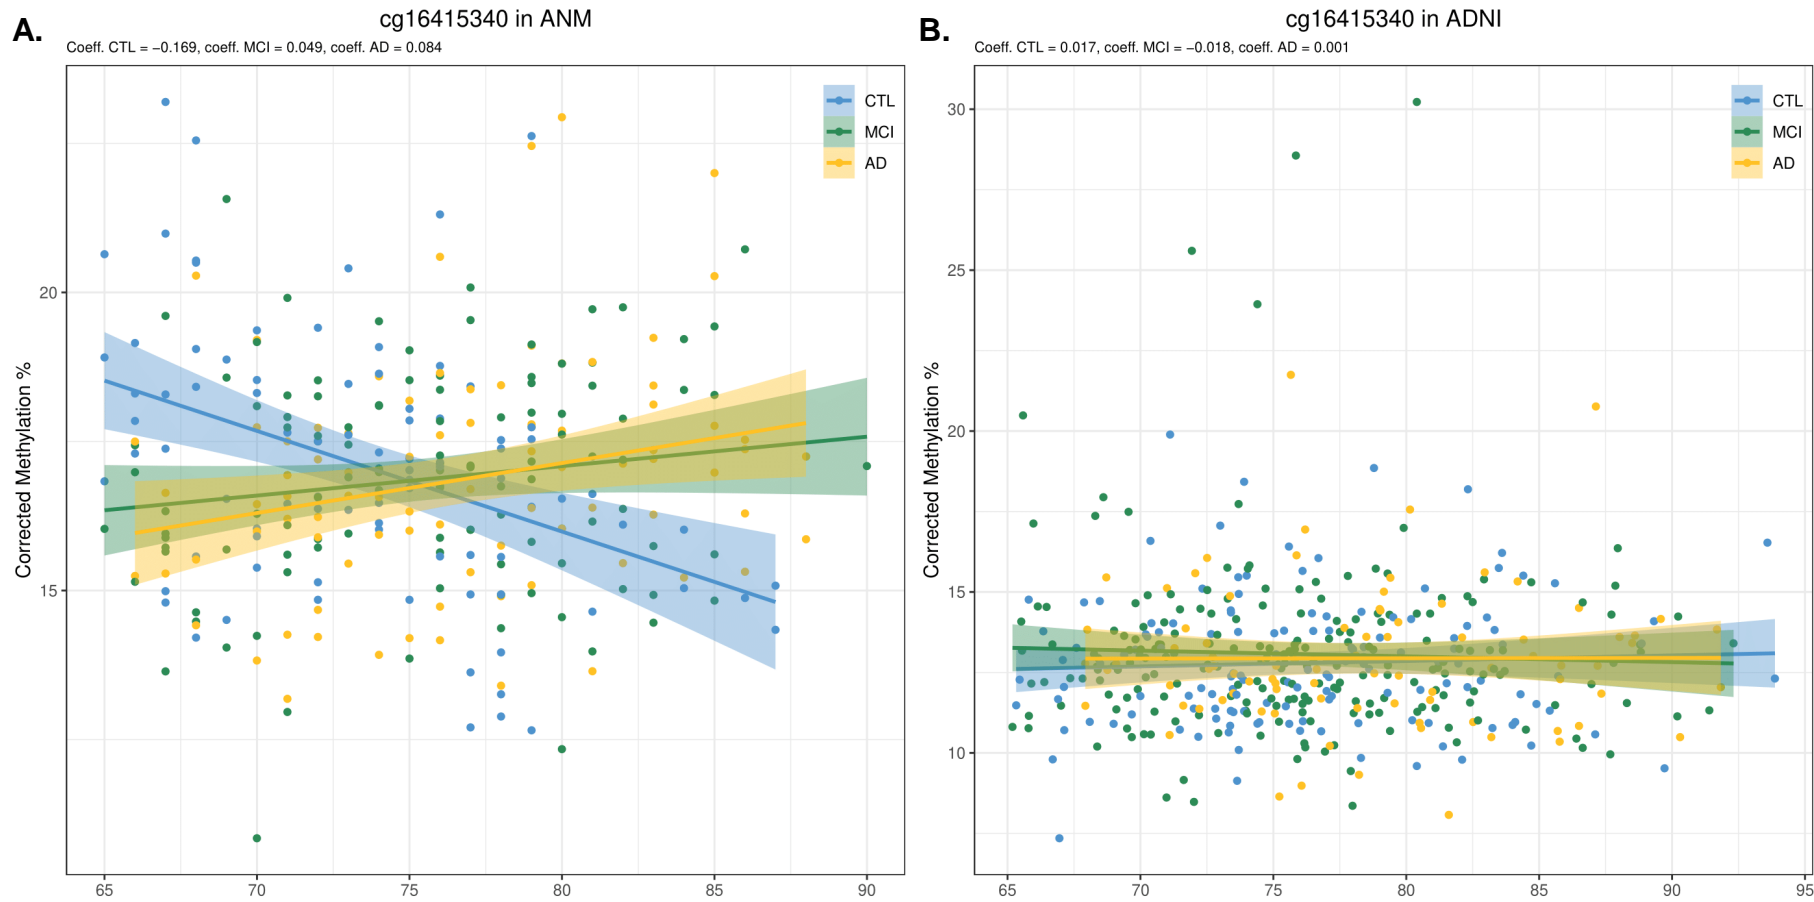 A.
cg16415340 in ANM
Coeff. CTL = −0.169, coeff. MCI = 0.049, coeff. AD = 0.084
CTL
MCI
AD
Corrected Methylation %
20
15
65 70 75 80 85 90
B.
cg16415340 in ADNI
Coeff. CTL = 0.017, coeff. MCI = −0.018, coeff. AD = 0.001
CTL
MCI
AD
Corrected Methylation %
30
25
20
15
10
65 70 75 80 85 90 95